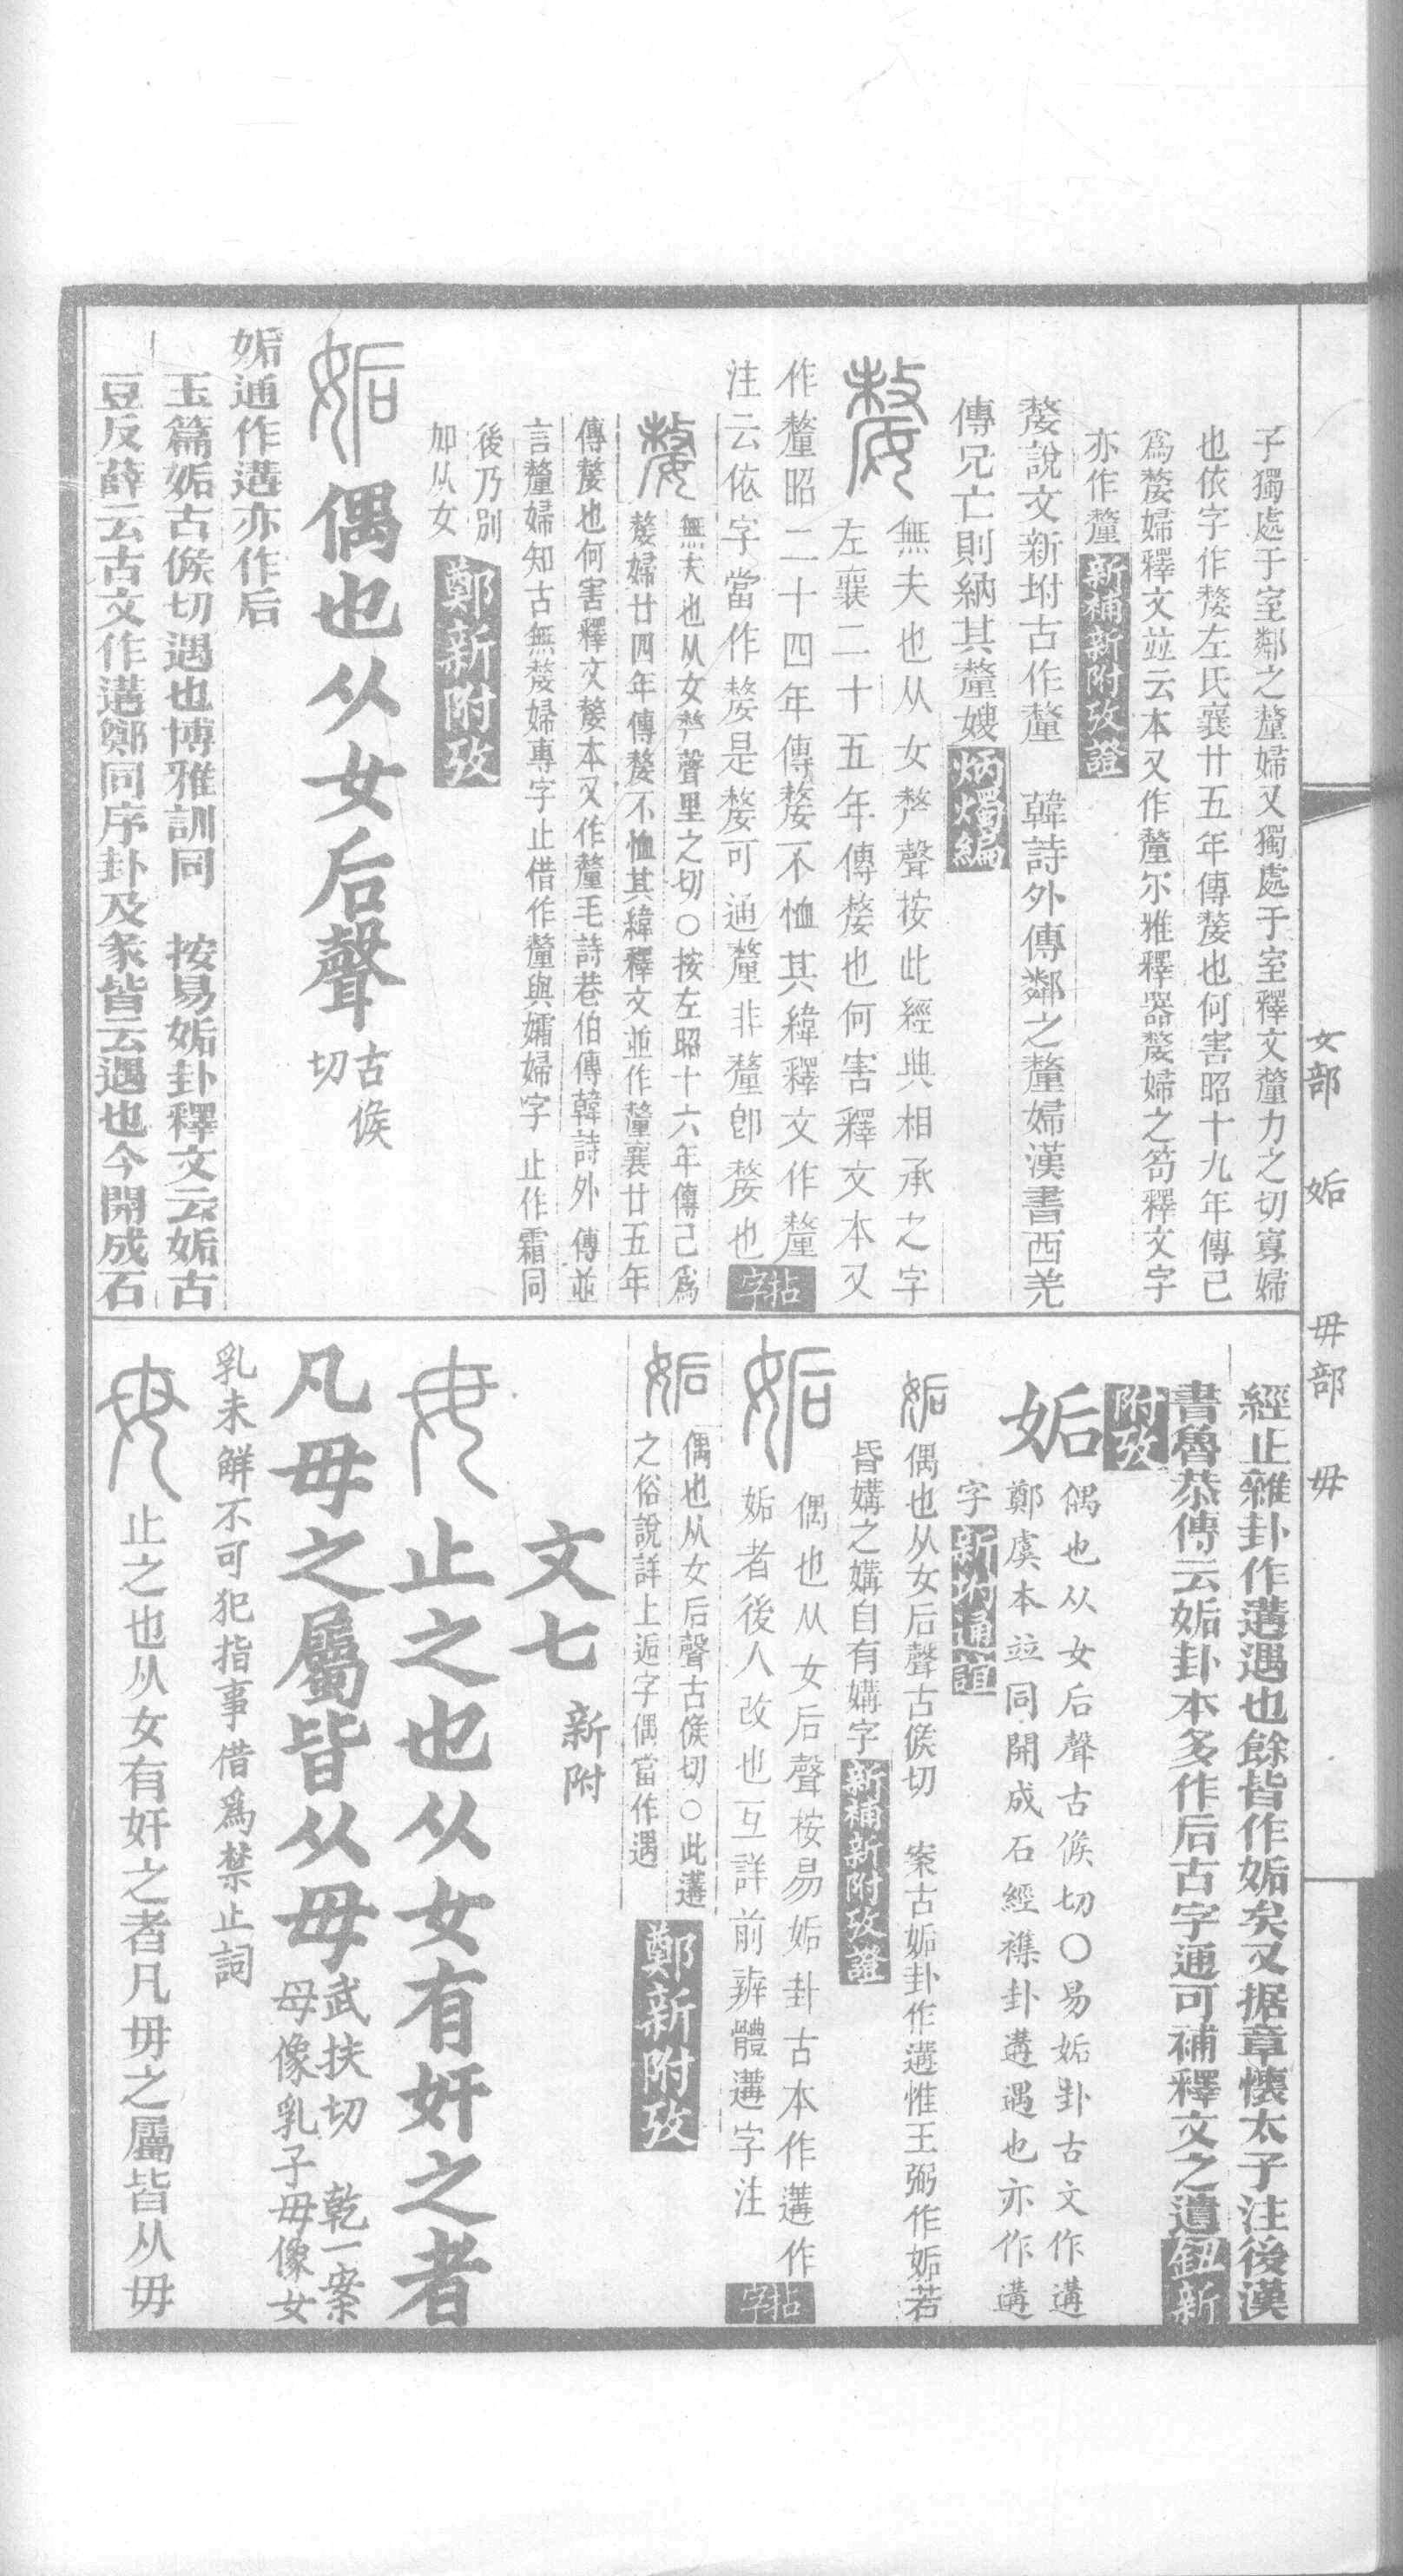 子獨處于室鄰之釐婦又獨處于室釋文釐力之切寡婦
也依字作嫠左氏襄廿五年傳嫠也何害昭十九年傳己
爲嫠婦釋文竝云本又作釐尔雅釋器嫠婦之笱釋文字
亦作釐新補新附攷證
嫠說文新坿古作釐　韓詩外傳鄰之釐婦漢書西羌
傳兄亡則納其釐嫂炳燭編
嫠無夫也从女𠩺聲按此經典相承之字
左襄二十五年傳嫠也何害釋文本又
作釐昭二十四年傳嫠不恤其緯釋文作釐
注云依字當作嫠是嫠可通釐非釐卽嫠也拈字
嫠無夫也从女𠩺聲里之切○按左昭十六年傳己爲
嫠婦廿四年傳嫠不恤其緯釋文並作釐襄廿五年
傳嫠也何害釋文嫠本又作釐毛詩巷伯傳韓詩外傳並
言釐婦知古無嫠婦專字止借作釐與孀婦字止作霜同
後乃別
加从女鄭新附攷
姤偶也从女后聲古候
切
姤通作遘亦作后
玉篇姤古候切遇也博雅訓同　按易姤卦釋文云姤古
豆反薛云古文作遘鄭同序卦及彖皆云遇也今開成石
女部　姤　毋部　毋
經止雜卦作遘遇也餘皆作姤矣又据章懷太子注後漢
書魯恭傳云姤卦本多作后古字通可補釋文之遺鈕新
附攷
姤偶也从女后聲古候切○易姤卦古文作遘
鄭虞本竝同開成石經襍卦遘遇也亦作遘
字新坿通誼
姤偶也从女后聲古候切　案古姤卦作遘惟王弼作姤若
昏媾之媾自有媾字新補新附攷證
姤偶也从女后聲按易姤卦古本作遘作
姤者後人改也互詳前辨體遘字注拈字
姤偶也从女后聲古候切○此遘
之俗說詳上逅字偶當作遇鄭新附攷
文七新附
毋止之也从女有奸之者
凡毋之屬皆从毋武扶切　乾一案
母像乳子毋像女
乳未解不可犯指事借爲禁止詞
毋止之也从女有奸之者凡毋之屬皆从毋